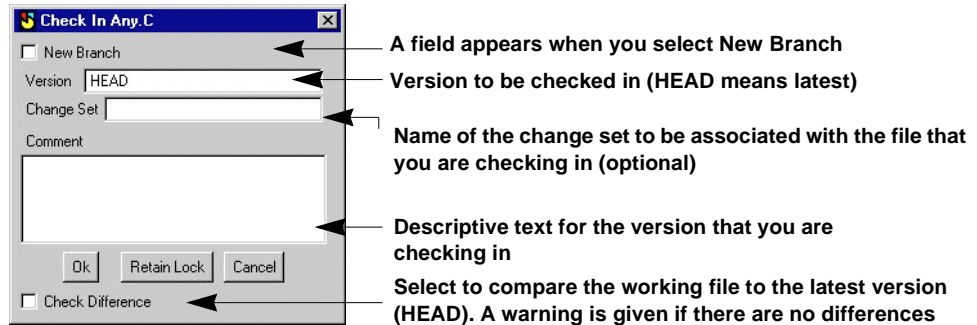 Check In Any.C
New Branch
A field appears when you select New Branch
Version HEAD
Version to be checked in (HEAD means latest)
Change Set
Name of the change set to be associated with the file that
you are checking in (optional)
Comment
Descriptive text for the version that you are
checking in
Ok Retain Lock Cancel
Check Difference
Select to compare the working file to the latest version
(HEAD). A warning is given if there are no differences